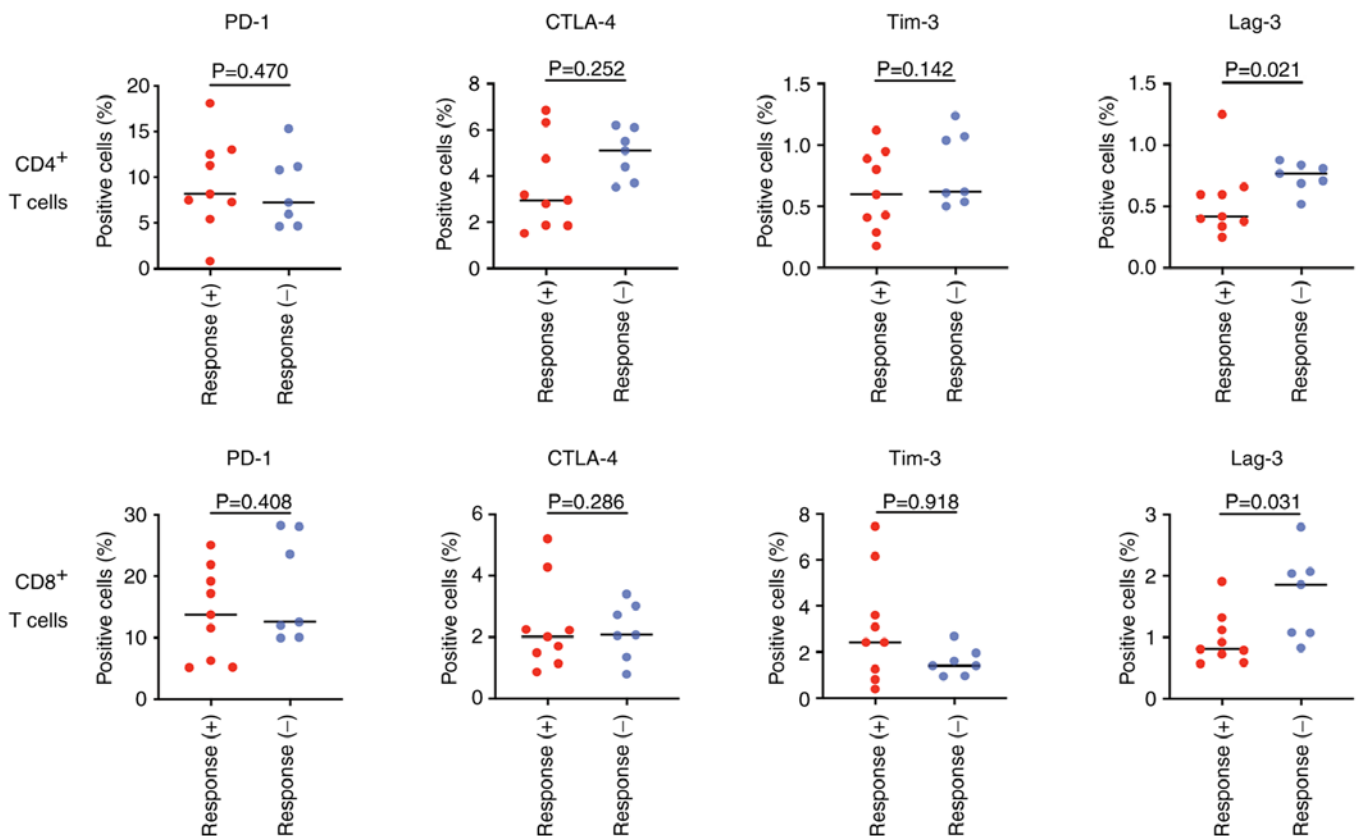 PD-1
CTLA-4
Tim-3
Lag-3
CD4+
T cells
Positive cells (%)
20
15
10
5
0
P=0.470
Response (+)
Response (−)
Positive cells (%)
8
6
4
2
0
P=0.252
Response (+)
Response (−)
Positive cells (%)
1.5
1.0
0.5
0.0
P=0.142
Response (+)
Response (−)
Positive cells (%)
1.5
1.0
0.5
0.0
P=0.021
Response (+)
Response (−)
PD-1
CTLA-4
Tim-3
Lag-3
CD8+
T cells
Positive cells (%)
30
20
10
0
P=0.408
Response (+)
Response (−)
Positive cells (%)
6
4
2
0
P=0.286
Response (+)
Response (−)
Positive cells (%)
8
6
4
2
0
P=0.918
Response (+)
Response (−)
Positive cells (%)
3
2
1
0
P=0.031
Response (+)
Response (−)